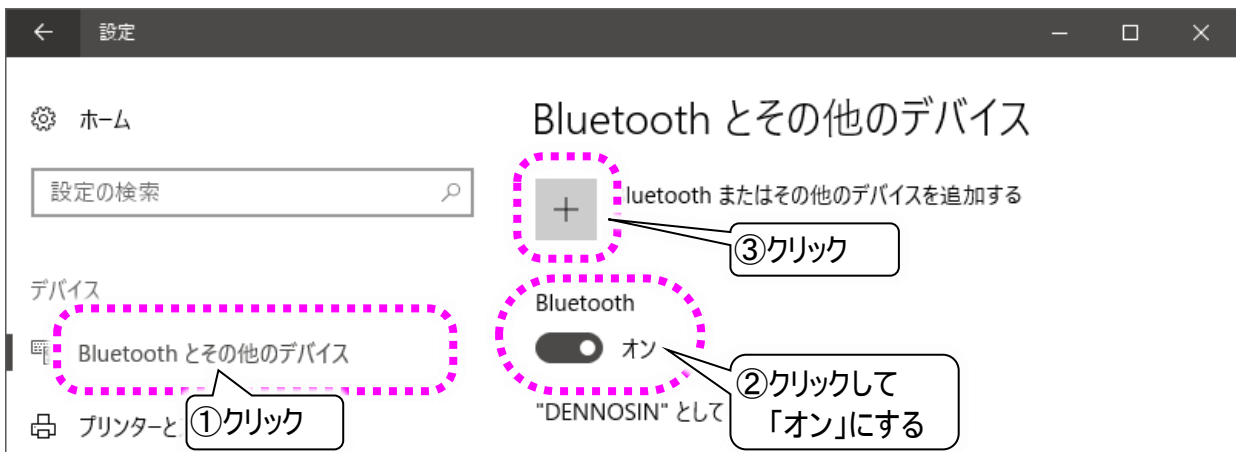 設定
ホーム
設定の検索
デバイス
Bluetooth とその他のデバイス
①クリック
プリンターと
Bluetooth とその他のデバイス
luetooth またはその他のデバイスを追加する
③クリック
Bluetooth
オン
②クリックして
「オン」にする
"DENNOSIN" として